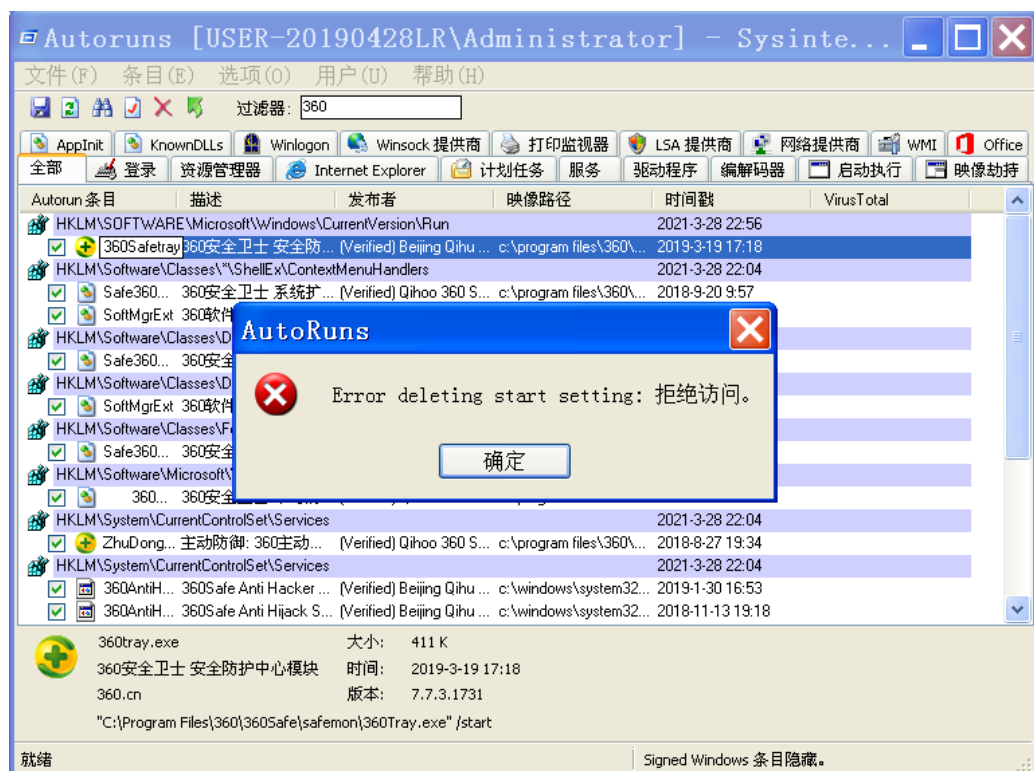 Autoruns [USER-20190428LR\Administrator] - Sysinte...
文件(F) 条目(E) 选项(O) 用户(U) 帮助(H)
过滤器: 360
AppInit KnownDLLs Winlogon Winsock 提供商 打印监视器 LSA 提供商 网络提供商 WMI Office
全部 登录 资源管理器 Internet Explorer 计划任务 服务 驱动程序 编解码器 启动执行 映像劫持
Autorun 条目 描述 发布者 映像路径 时间戳 VirusTotal
HKLM\SOFTWARE\Microsoft\Windows\CurrentVersion\Run 2021-3-28 22:56
360Safetray 360安全卫士 安全防... (Verified) Beijing Qihu ... c:\program files\360\... 2019-3-19 17:18
HKLM\Software\Classes\*\ShellEx\ContextMenuHandlers 2021-3-28 22:04
Safe360... 360安全卫士 系统扩... (Verified) Qihoo 360 S... c:\program files\360\... 2018-9-20 9:57
SoftMgrExt 360软件
HKLM\Software\Classes\D
Safe360... 360安全
HKLM\Software\Classes\D
SoftMgrExt 360软件
HKLM\Software\Classes\Fo
Safe360... 360安全
HKLM\Software\Microsoft\
360... 360安全
AutoRuns
Error deleting start setting: 拒绝访问。
确定
HKLM\System\CurrentControlSet\Services 2021-3-28 22:04
ZhuDong... 主动防御: 360主动... (Verified) Qihoo 360 S... c:\program files\360\... 2018-8-27 19:34
HKLM\System\CurrentControlSet\Services 2021-3-28 22:04
360AntiH... 360Safe Anti Hacker ... (Verified) Beijing Qihu ... c:\windows\system32... 2019-1-30 16:53
360AntiH... 360Safe Anti Hijack S... (Verified) Beijing Qihu ... c:\windows\system32... 2018-11-13 19:18
360tray.exe 大小: 411 K
360安全卫士 安全防护中心模块 时间: 2019-3-19 17:18
360.cn 版本: 7.7.3.1731
"C:\Program Files\360\360Safe\safemon\360Tray.exe" /start
就绪 Signed Windows 条目隐藏。